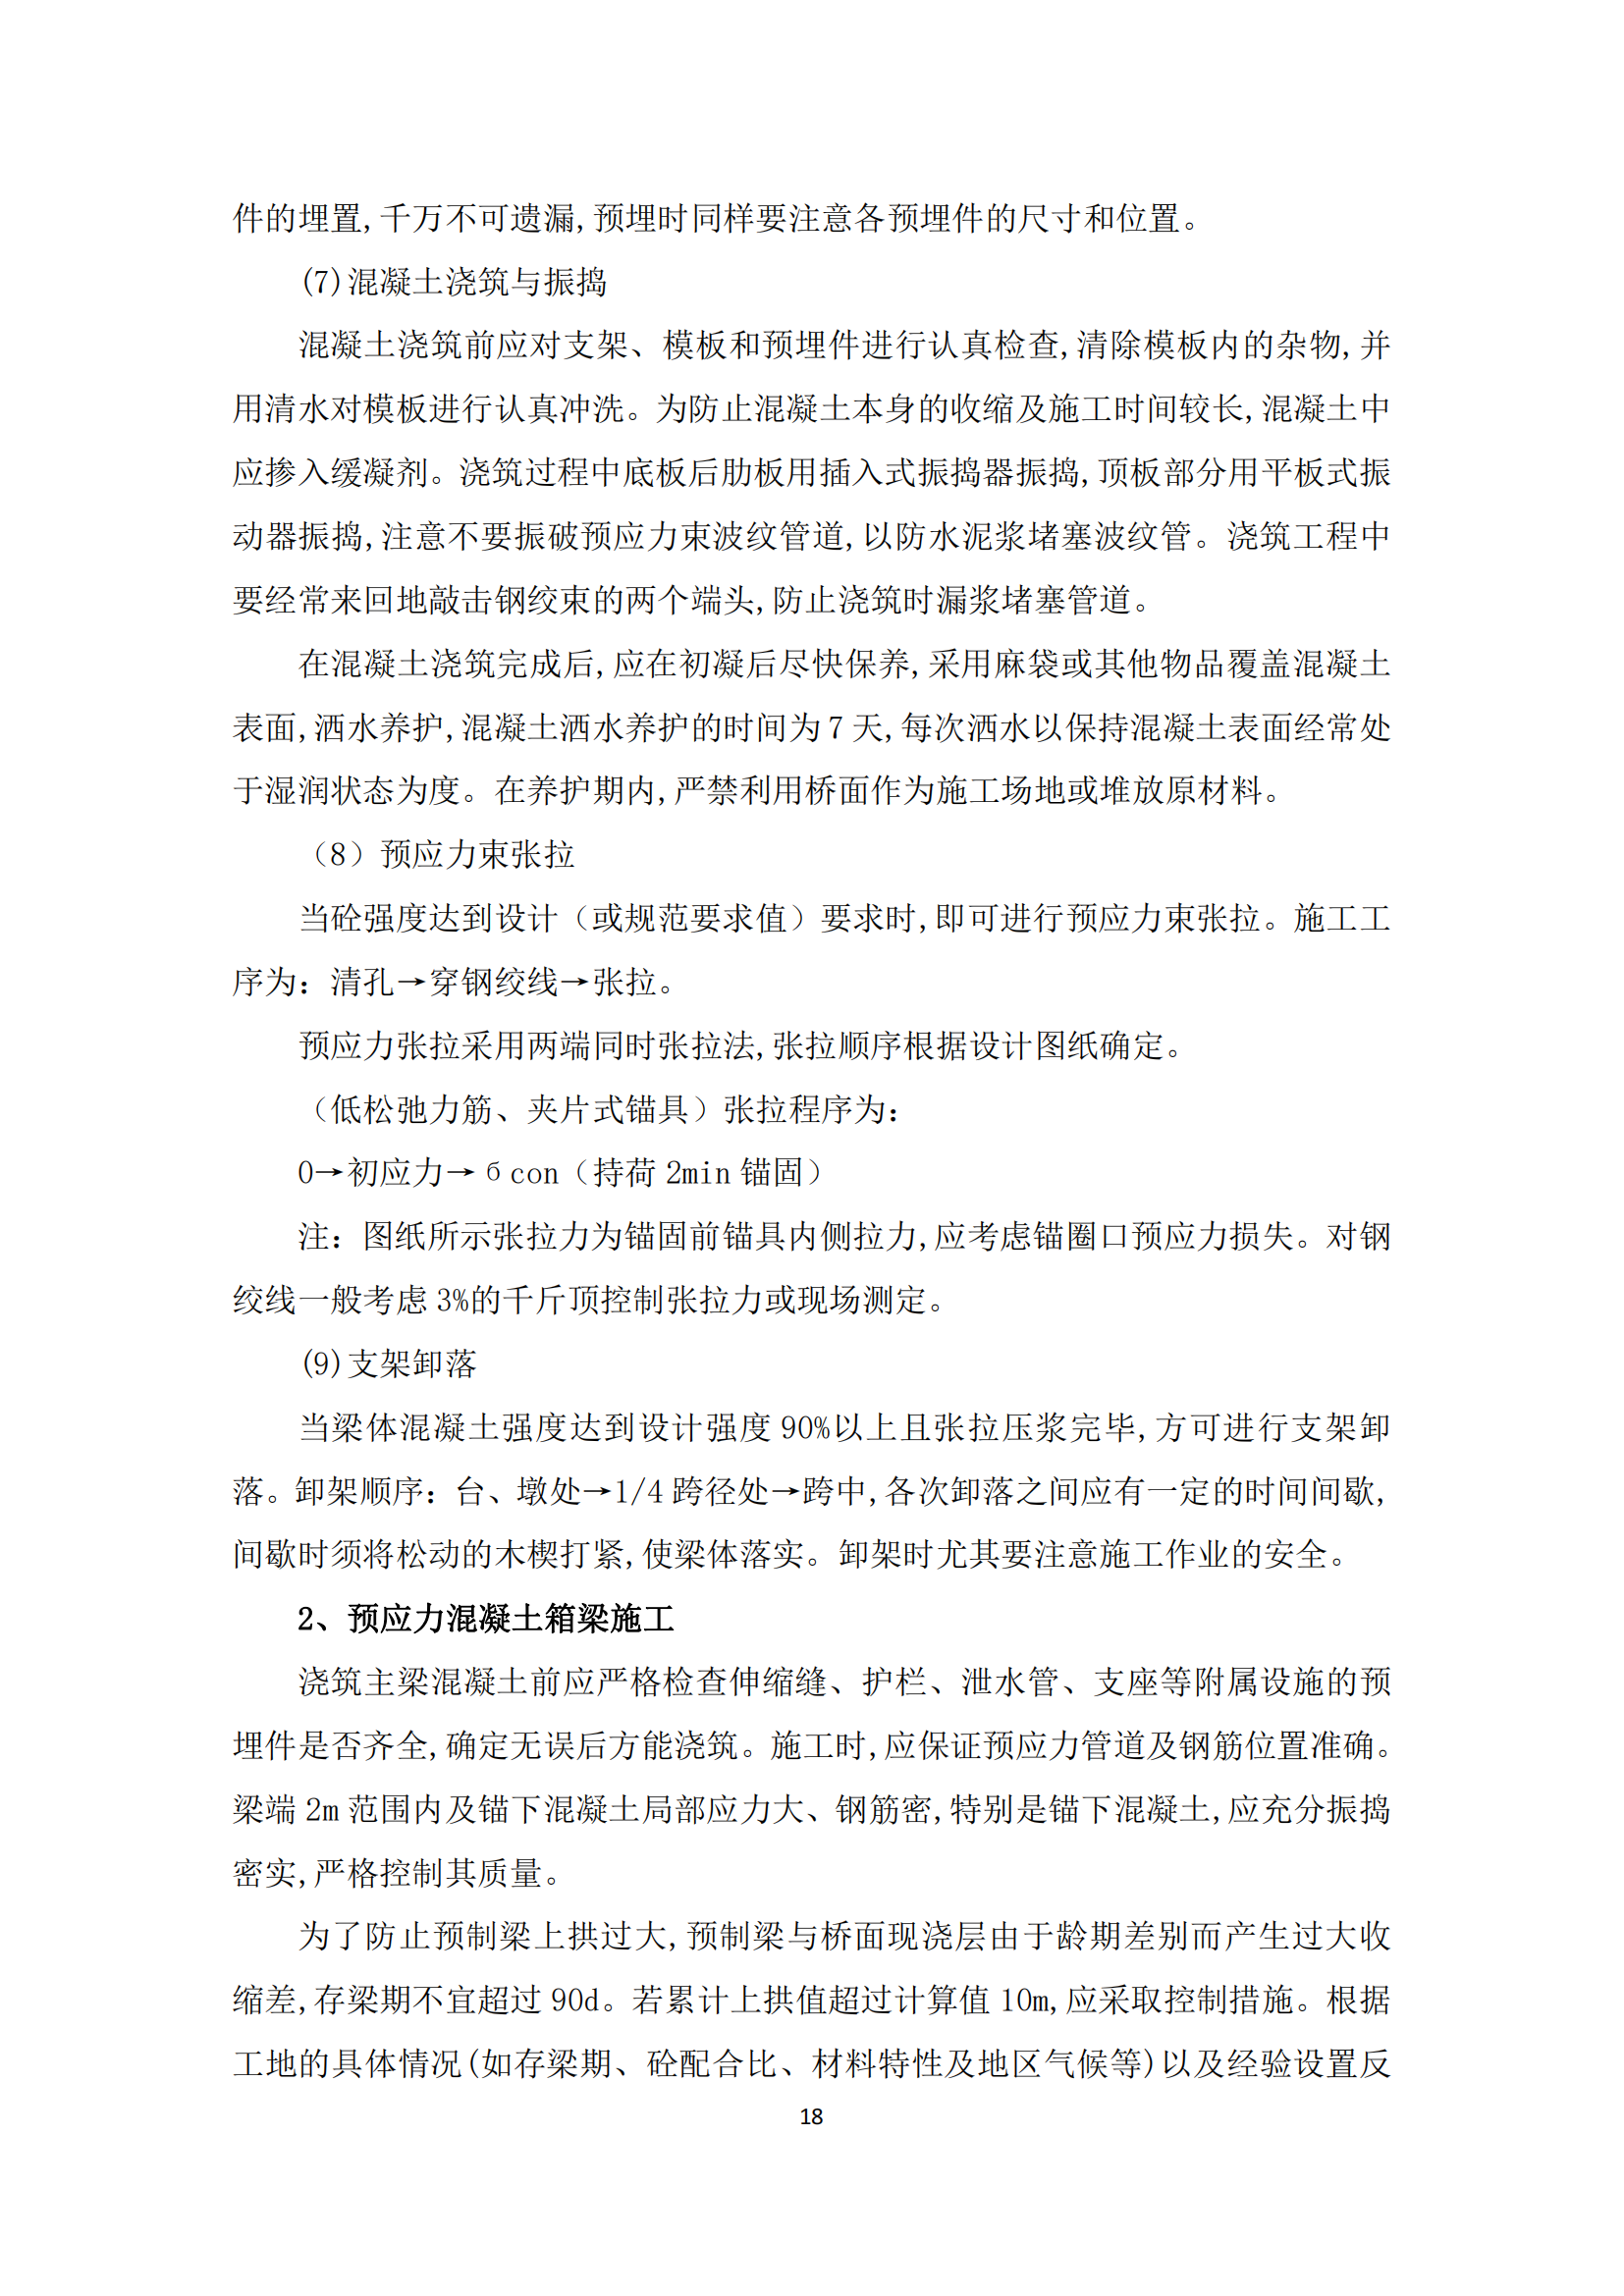 件的埋置,千万不可遗漏,预埋时同样要注意各预埋件的尺寸和位置。
(7)混凝土浇筑与振捣
混凝土浇筑前应对支架、模板和预埋件进行认真检查,清除模板内的杂物,并
用清水对模板进行认真冲洗。为防止混凝土本身的收缩及施工时间较长,混凝土中
应掺入缓凝剂。浇筑过程中底板后肋板用插入式振捣器振捣,顶板部分用平板式振
动器振捣,注意不要振破预应力束波纹管道,以防水泥浆堵塞波纹管。浇筑工程中
要经常来回地敲击钢绞束的两个端头,防止浇筑时漏浆堵塞管道。
在混凝土浇筑完成后,应在初凝后尽快保养,采用麻袋或其他物品覆盖混凝土
表面,洒水养护,混凝土洒水养护的时间为7天,每次洒水以保持混凝土表面经常处
于湿润状态为度。在养护期内,严禁利用桥面作为施工场地或堆放原材料。
（8）预应力束张拉
当砼强度达到设计（或规范要求值）要求时,即可进行预应力束张拉。施工工
序为：清孔→穿钢绞线→张拉。
预应力张拉采用两端同时张拉法,张拉顺序根据设计图纸确定。
（低松弛力筋、夹片式锚具）张拉程序为：
0→初应力→б con（持荷 2min 锚固）
注：图纸所示张拉力为锚固前锚具内侧拉力,应考虑锚圈口预应力损失。对钢
绞线一般考虑 3%的千斤顶控制张拉力或现场测定。
(9)支架卸落
当梁体混凝土强度达到设计强度 90%以上且张拉压浆完毕,方可进行支架卸
落。卸架顺序：台、墩处→1/4 跨径处→跨中,各次卸落之间应有一定的时间间歇,
间歇时须将松动的木楔打紧,使梁体落实。卸架时尤其要注意施工作业的安全。
2、预应力混凝土箱梁施工
浇筑主梁混凝土前应严格检查伸缩缝、护栏、泄水管、支座等附属设施的预
埋件是否齐全,确定无误后方能浇筑。施工时,应保证预应力管道及钢筋位置准确。
梁端 2m 范围内及锚下混凝土局部应力大、钢筋密,特别是锚下混凝土,应充分振捣
密实,严格控制其质量。
为了防止预制梁上拱过大,预制梁与桥面现浇层由于龄期差别而产生过大收
缩差,存梁期不宜超过 90d。若累计上拱值超过计算值 10m,应采取控制措施。根据
工地的具体情况(如存梁期、砼配合比、材料特性及地区气候等)以及经验设置反
18